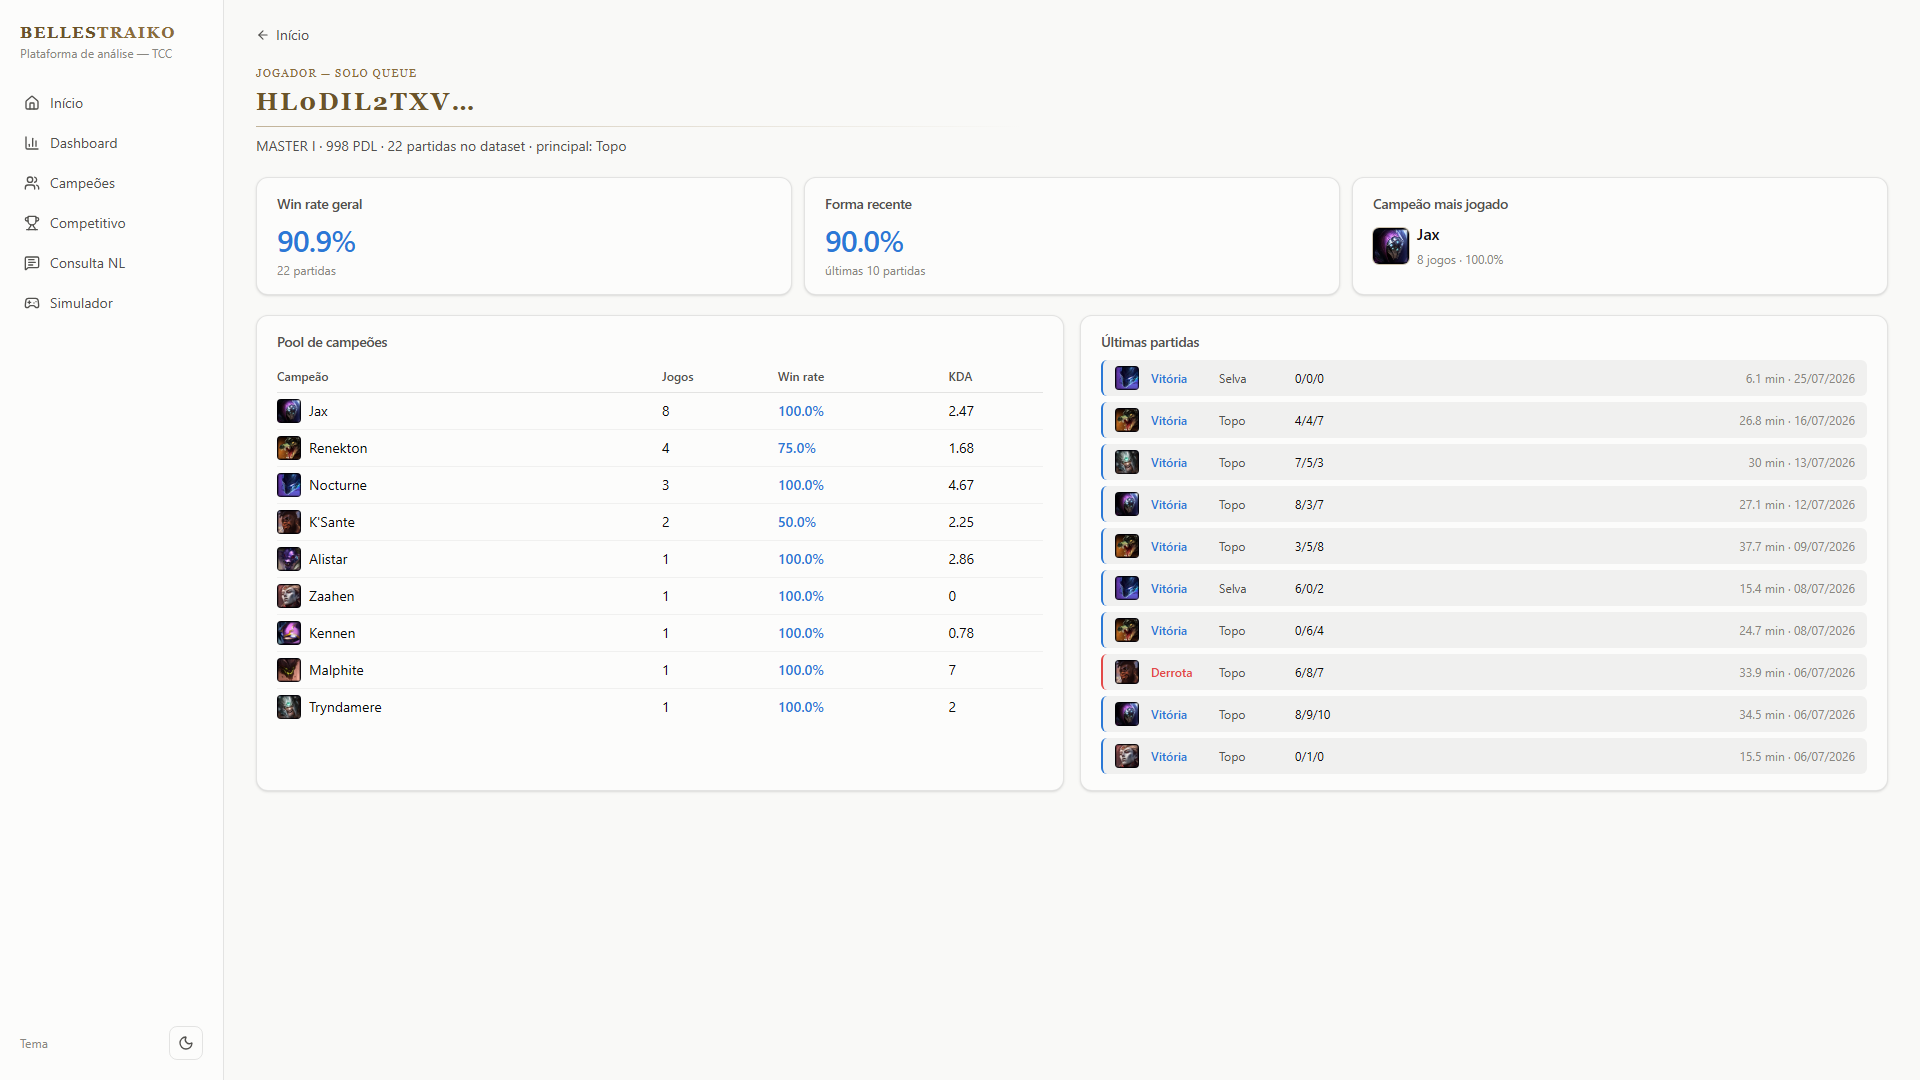 BELLESTRAIKO
Plataforma de análise — TCC
Início
Dashboard
Campeões
Competitivo
Consulta NL
Simulador
Tema
Início
JOGADOR — SOLO QUEUE
HL0DIL2TXV…
MASTER I · 998 PDL · 22 partidas no dataset · principal: Topo
Win rate geral
90.9%
22 partidas
Forma recente
90.0%
últimas 10 partidas
Campeão mais jogado
Jax
8 jogos · 100.0%
Pool de campeões
Campeão Jogos Win rate KDA
Jax 8 100.0% 2.47
Renekton 4 75.0% 1.68
Nocturne 3 100.0% 4.67
K'Sante 2 50.0% 2.25
Alistar 1 100.0% 2.86
Zaahen 1 100.0% 0
Kennen 1 100.0% 0.78
Malphite 1 100.0% 7
Tryndamere 1 100.0% 2
Últimas partidas
Vitória Selva 0/0/0 6.1 min · 25/07/2026
Vitória Topo 4/4/7 26.8 min · 16/07/2026
Vitória Topo 7/5/3 30 min · 13/07/2026
Vitória Topo 8/3/7 27.1 min · 12/07/2026
Vitória Topo 3/5/8 37.7 min · 09/07/2026
Vitória Selva 6/0/2 15.4 min · 08/07/2026
Vitória Topo 0/6/4 24.7 min · 08/07/2026
Derrota Topo 6/8/7 33.9 min · 06/07/2026
Vitória Topo 8/9/10 34.5 min · 06/07/2026
Vitória Topo 0/1/0 15.5 min · 06/07/2026